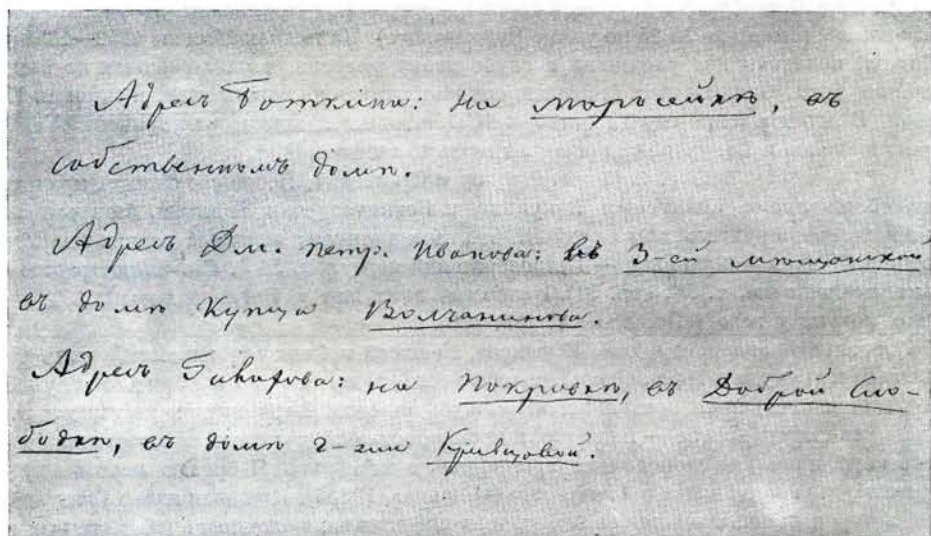 Адресъ Боткина: на Маросейкѣ, въ
собственномъ домѣ.
Адресъ Дм. Петр. Иванова: въ 3-ей Мѣщанской
въ домѣ Купца Волчанинова.
Адресъ Захарова: на Покровкѣ, въ Доброй Сло-
бодкѣ, въ домѣ г-жи Кривцовой.